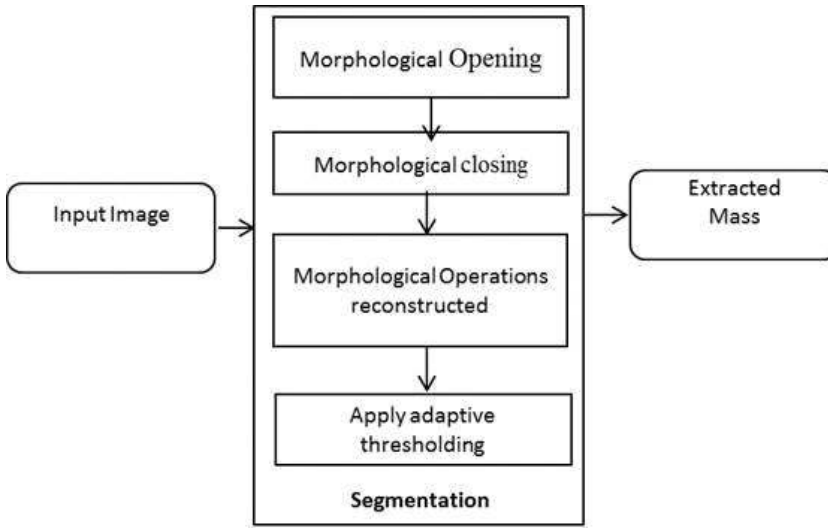 Input Image
Morphological Opening
Morphological closing
Morphological Operations
reconstructed
Apply adaptive
thresholding
Segmentation
Extracted
Mass